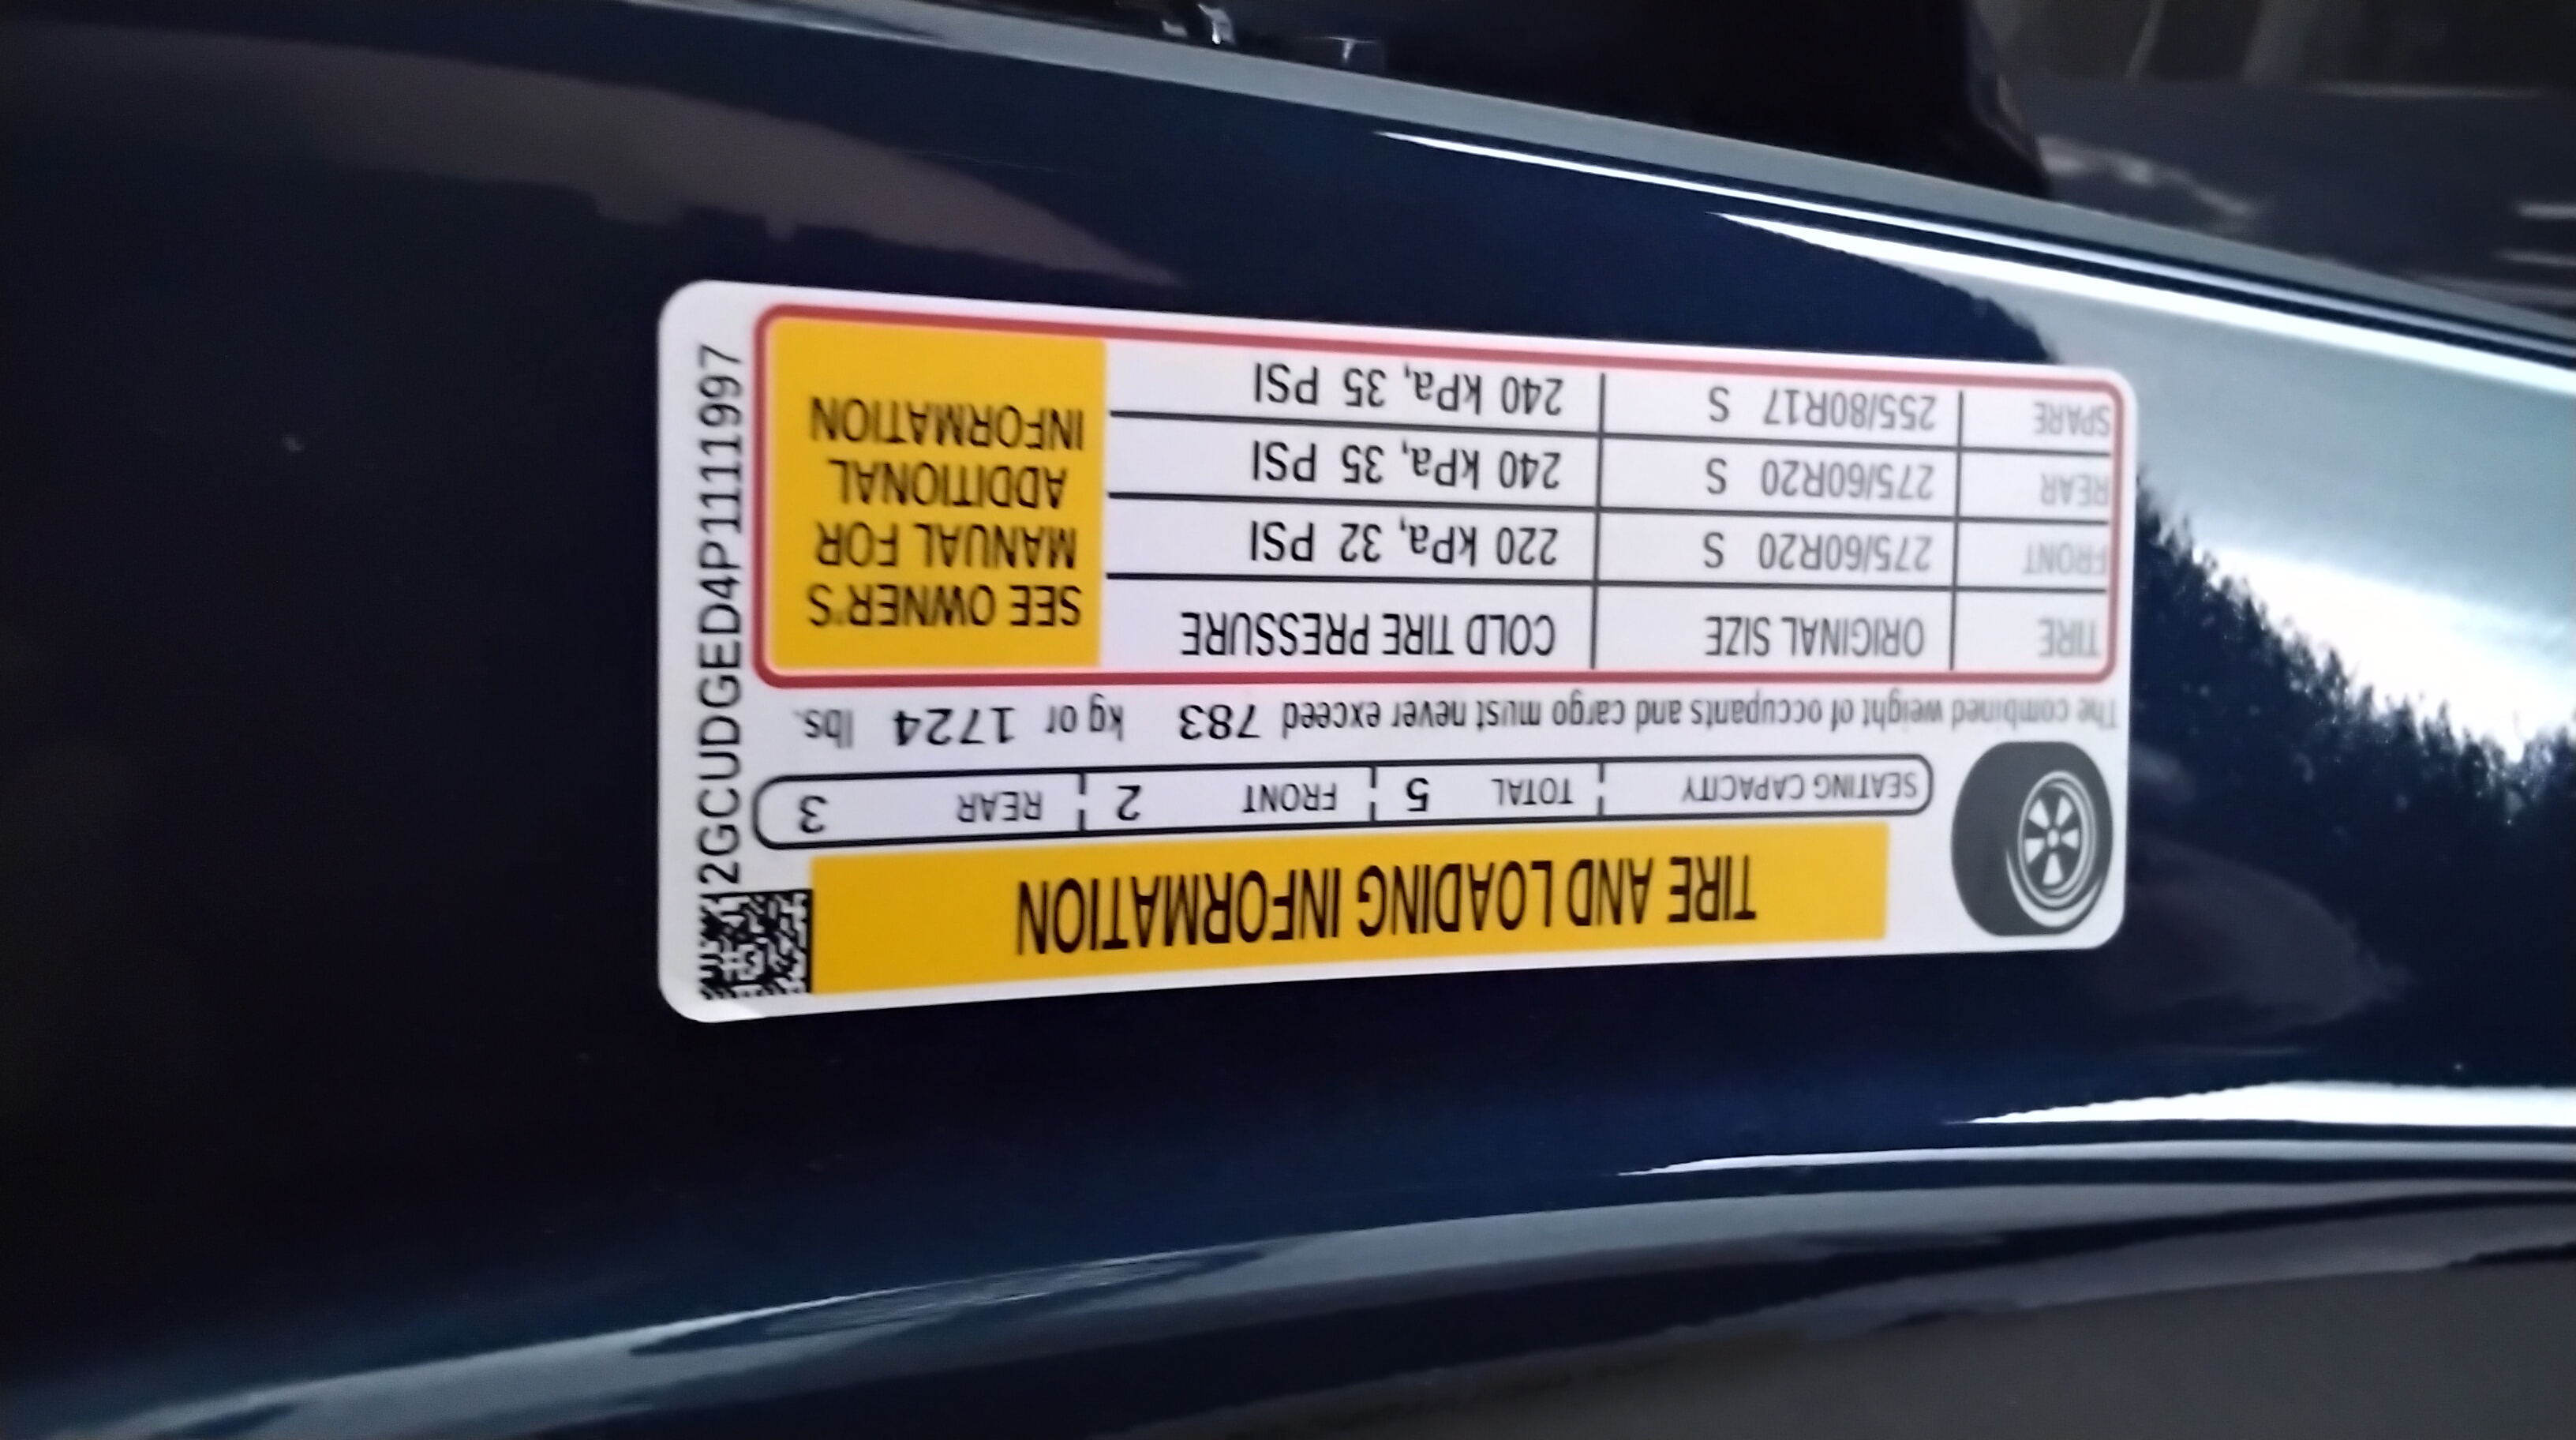 TIRE AND LOADING INFORMATION
SEATING CAPACITY TOTAL 5 FRONT 2 REAR 3
The combined weight of occupants and cargo must never exceed 783 kg or 1724 lbs.
TIRE ORIGINAL SIZE COLD TIRE PRESSURE
FRONT 275/60R20 S 220 kPa, 32 PSI
REAR 275/60R20 S 240 kPa, 35 PSI
SPARE 255/80R17 S 240 kPa, 35 PSI
SEE OWNER'S
MANUAL FOR
ADDITIONAL
INFORMATION
2GCUDGED4P1111997